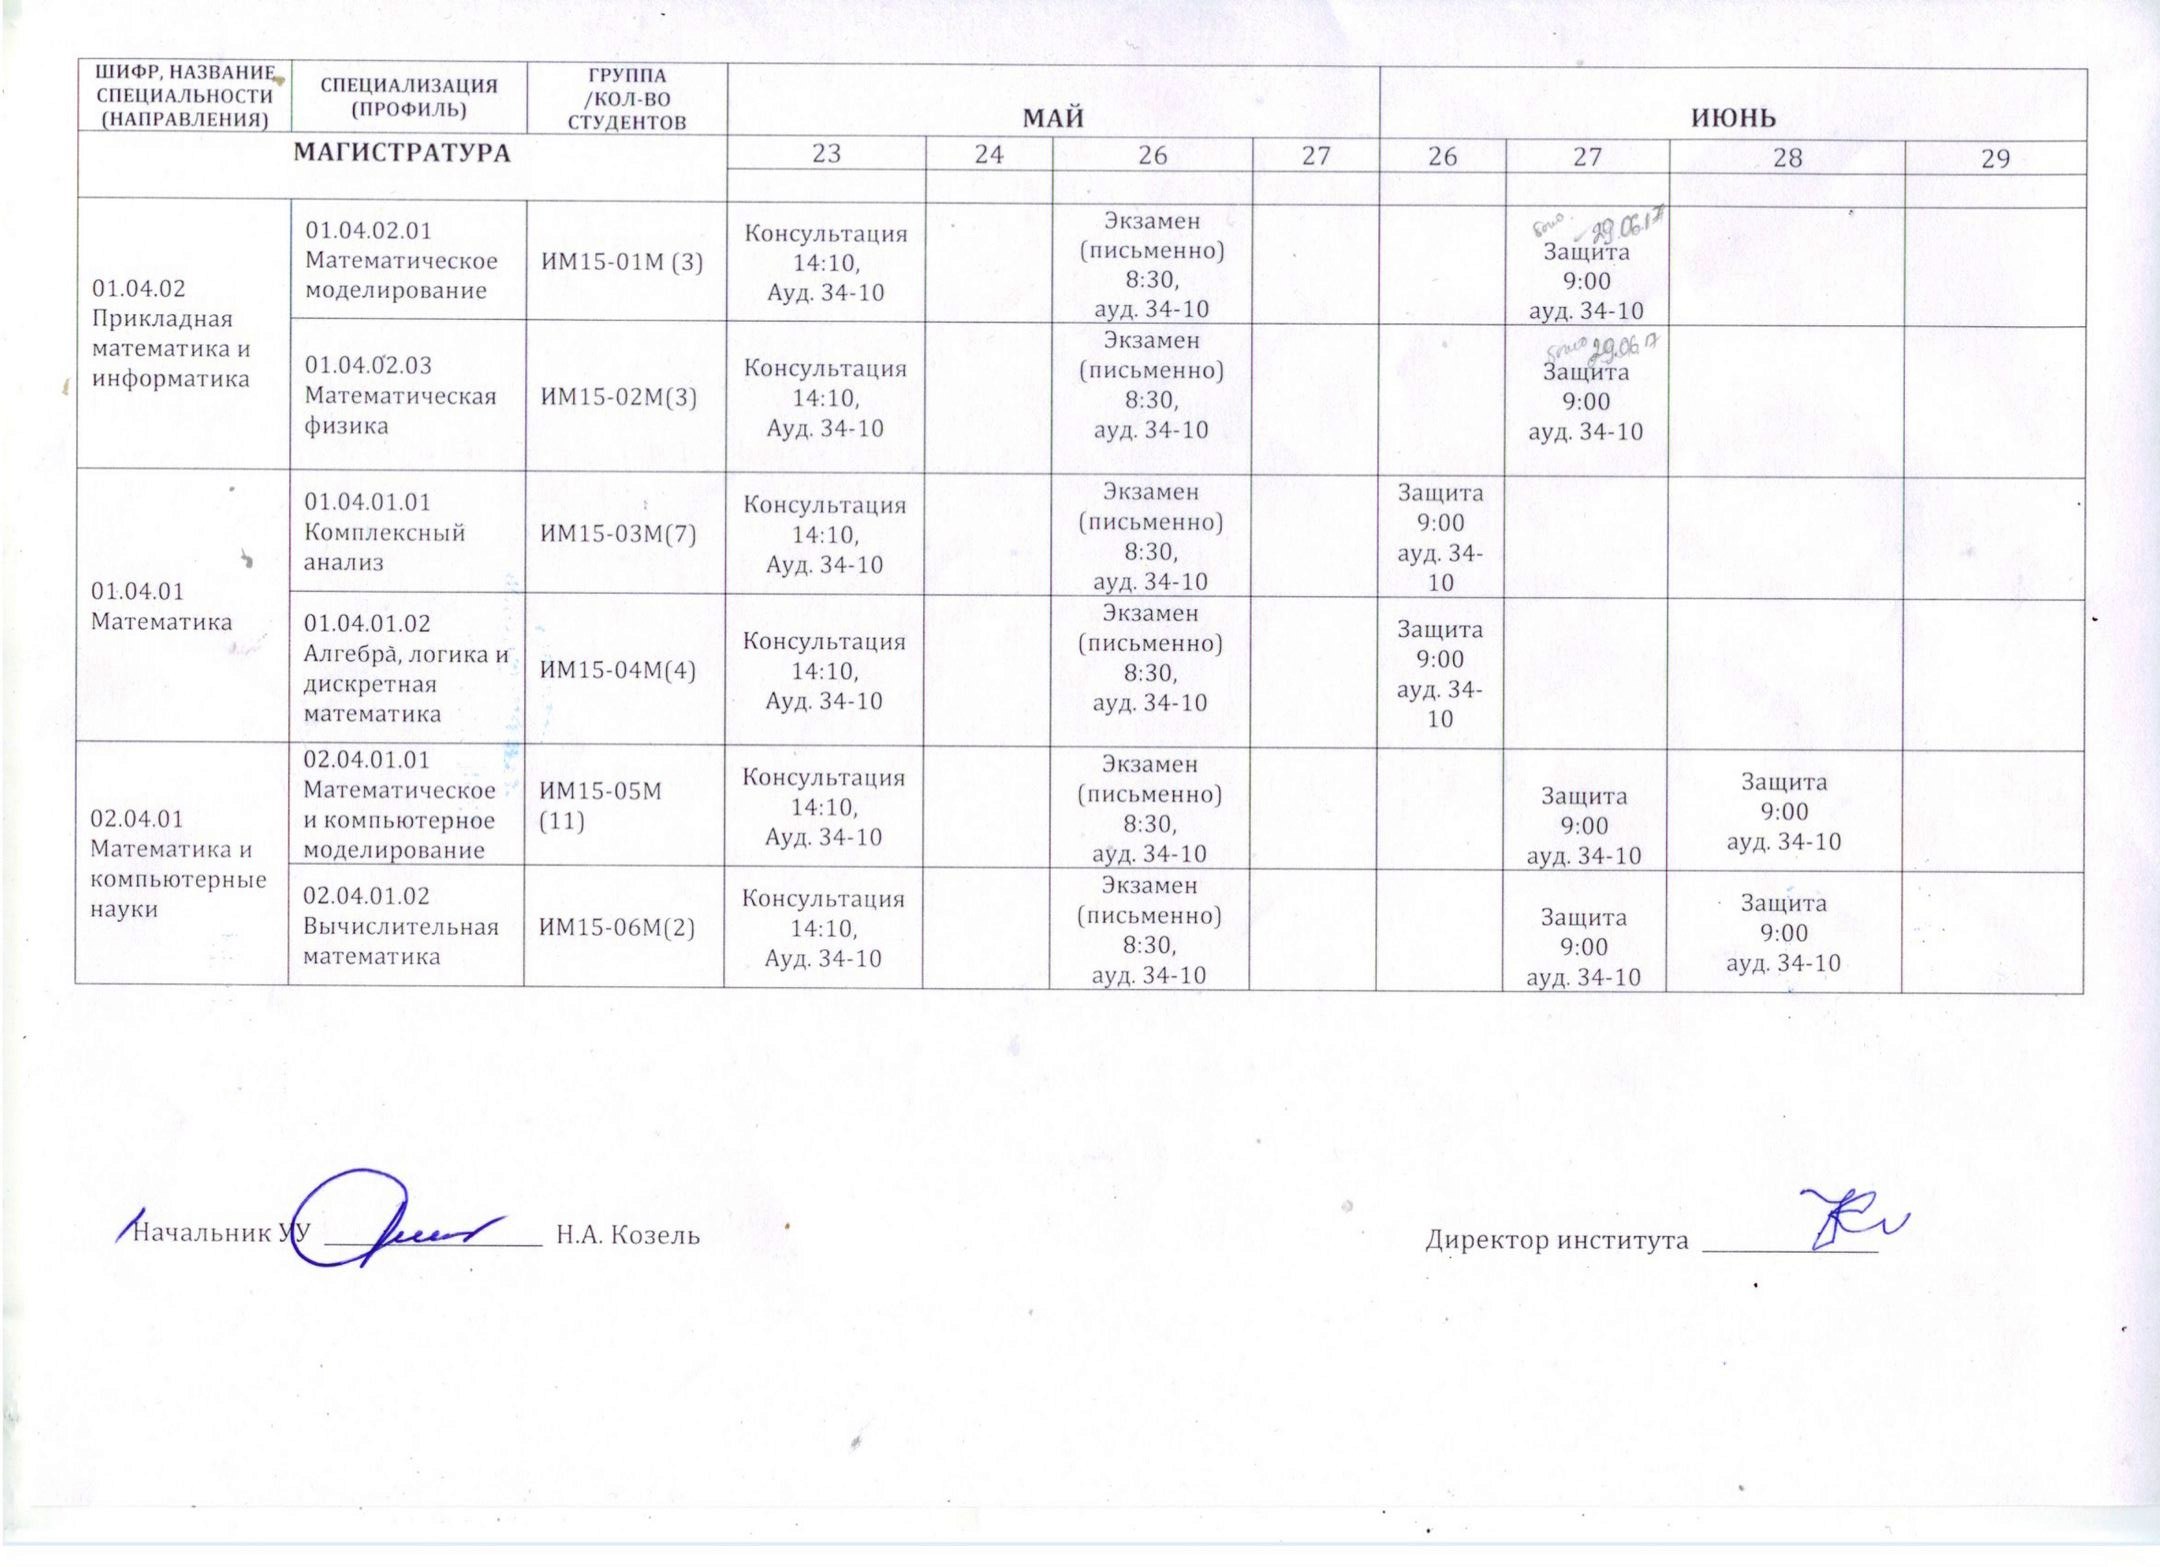 ШИФР, НАЗВАНИЕ
СПЕЦИАЛЬНОСТИ
(НАПРАВЛЕНИЯ)
СПЕЦИАЛИЗАЦИЯ
(ПРОФИЛЬ)
ГРУППА
/КОЛ-ВО
СТУДЕНТОВ
МАЙ
ИЮНЬ
МАГИСТРАТУРА
23
24
26
27
26
27
28
29
01.04.02
Прикладная
математика и
информатика
01.04.02.01
Математическое
моделирование
ИМ15-01М (3)
Консультация
14:10,
Ауд. 34-10
Экзамен
(письменно)
8:30,
ауд. 34-10
29.06.17
Защита
9:00
ауд. 34-10
01.04.02.03
Математическая
физика
ИМ15-02М(3)
Консультация
14:10,
Ауд. 34-10
Экзамен
(письменно)
8:30,
ауд. 34-10
29.06.17
Защита
9:00
ауд. 34-10
01.04.01
Математика
01.04.01.01
Комплексный
анализ
ИМ15-03М(7)
Консультация
14:10,
Ауд. 34-10
Экзамен
(письменно)
8:30,
ауд. 34-10
Защита
9:00
ауд. 34-
10
01.04.01.02
Алгебра, логика и
дискретная
математика
ИМ15-04М(4)
Консультация
14:10,
Ауд. 34-10
Экзамен
(письменно)
8:30,
ауд. 34-10
Защита
9:00
ауд. 34-
10
02.04.01
Математика и
компьютерные
науки
02.04.01.01
Математическое
и компьютерное
моделирование
ИМ15-05М
(11)
Консультация
14:10,
Ауд. 34-10
Экзамен
(письменно)
8:30,
ауд. 34-10
Защита
9:00
ауд. 34-10
Защита
9:00
ауд. 34-10
02.04.01.02
Вычислительная
математика
ИМ15-06М(2)
Консультация
14:10,
Ауд. 34-10
Экзамен
(письменно)
8:30,
ауд. 34-10
Защита
9:00
ауд. 34-10
Защита
9:00
ауд. 34-10
Начальник УУ Н.А. Козель
Директор института